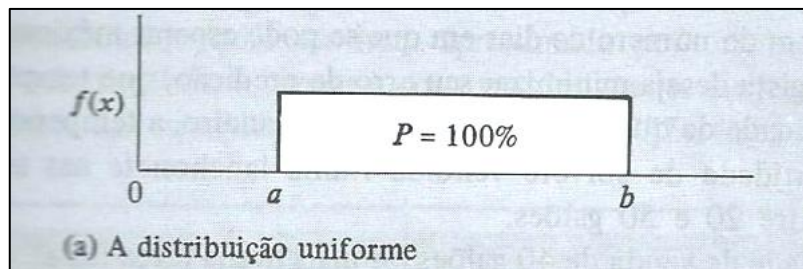 f(x)
P = 100%
0 a b
(a) A distribuição uniforme